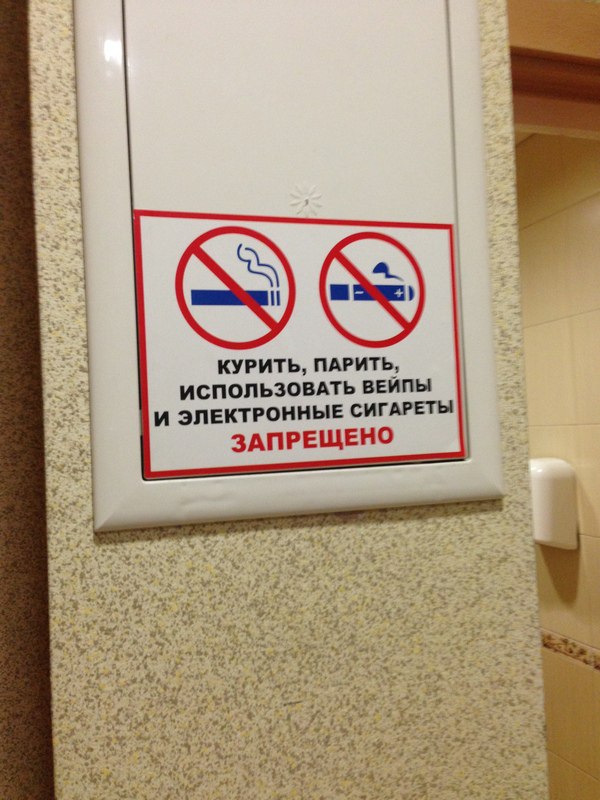 КУРИТЬ, ПАРИТЬ,
ИСПОЛЬЗОВАТЬ ВЕЙПЫ
И ЭЛЕКТРОННЫЕ СИГАРЕТЫ
ЗАПРЕЩЕНО